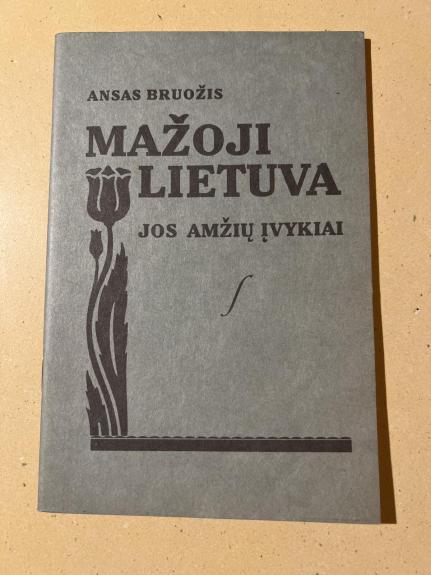 ANSAS BRUOŽIS
MAŽOJI
LIETUVA
JOS AMŽIŲ ĮVYKIAI